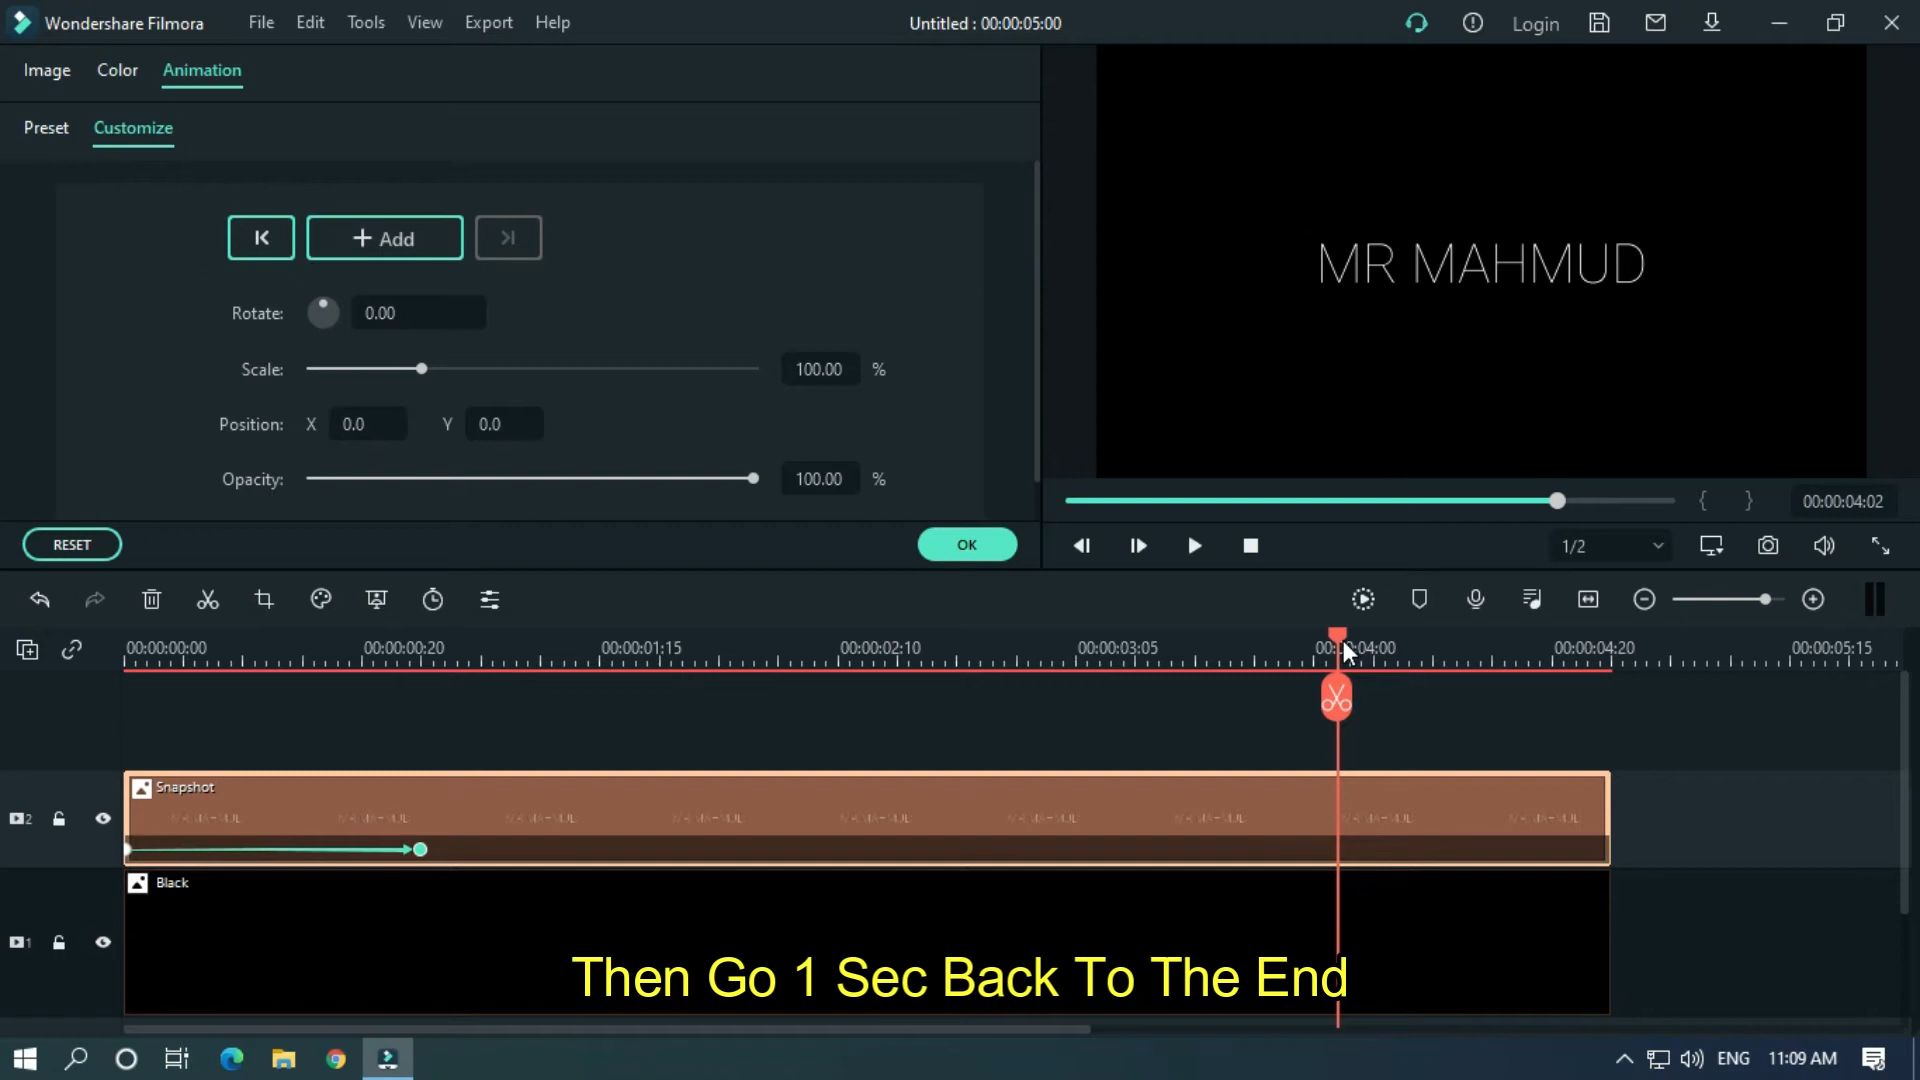 Wondershare Filmora File Edit Tools View Export Help Untitled : 00:00:05:00 Login
Image Color Animation
Preset Customize
+ Add
Rotate: 0.00
Scale: 100.00 %
Position: X 0.0 Y 0.0
Opacity: 100.00 %
RESET OK
MR MAHMUD
{ } 00:00:04:02
1/2
00:00:00:00 00:00:00:20 00:00:01:15 00:00:02:10 00:00:03:05 00:00:04:00 00:00:04:20 00:00:05:15
Snapshot
2
Black
1
Then Go 1 Sec Back To The End
ENG 11:09 AM